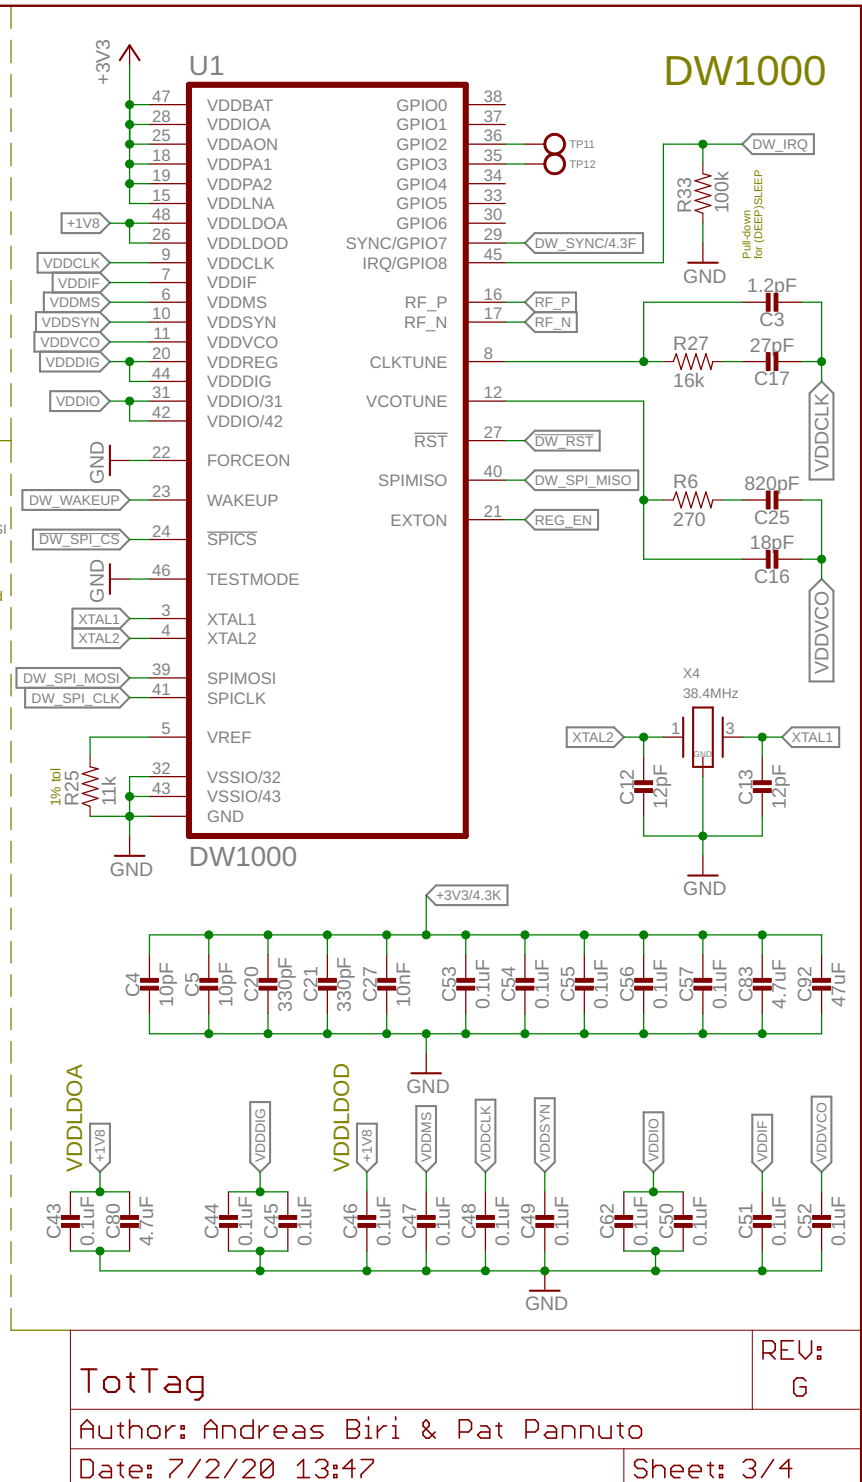 +3V3
U1
DW1000
47 VDDBAT GPIO0 38
28 VDDIOA GPIO1 37
25 VDDAON GPIO2 36 TP11
18 VDDPA1 GPIO3 35 TP12
19 VDDPA2 GPIO4 34
15 VDDLNA GPIO5 33
+1V8 48 VDDLDOA GPIO6 30
26 VDDLDOD SYNC/GPIO7 29 DW_SYNC/4.3F
VDDCLK 9 VDDCLK IRQ/GPIO8 45
VDDIF 7 VDDIF
VDDMS 6 VDDMS RF_P 16 RF_P
VDDSYN 10 VDDSYN RF_N 17 RF_N
VDDVCO 11 VDDVCO
VDDDIG 20 VDDREG CLKTUNE 8
44 VDDDIG
VDDIO 31 VDDIO/31 VCOTUNE 12
42 VDDIO/42
RST 27 DW_RST
GND 22 FORCEON
SPIMISO 40 DW_SPI_MISO
DW_WAKEUP 23 WAKEUP
EXTON 21 REG_EN
DW_SPI_CS 24 SPICS
GND 46 TESTMODE
XTAL1 3 XTAL1
XTAL2 4 XTAL2
DW_SPI_MOSI 39 SPIMOSI
DW_SPI_CLK 41 SPICLK
5 VREF
1% tol
R25
11k
32 VSSIO/32
43 VSSIO/43
GND
GND
DW1000
DW_IRQ
R33
100k
Pull-down
for (DEEP)SLEEP
GND
1.2pF
C3
R27
16k
27pF
C17
VDDCLK
R6
270
820pF
C25
18pF
C16
VDDVCO
X4
38.4MHz
XTAL2 1 GND 3 XTAL1
C12
12pF
C13
12pF
GND
+3V3/4.3K
C4
10pF
C5
10pF
C20
330pF
C21
330pF
C27
10nF
C53
0.1uF
C54
0.1uF
C55
0.1uF
C56
0.1uF
C57
0.1uF
C83
4.7uF
C92
47uF
GND
VDDLDOA
+1V8
VDDDIG
VDDLDOD
+1V8
VDDMS
VDDCLK
VDDSYN
VDDIO
VDDIF
VDDVCO
C43
0.1uF
C80
4.7uF
C44
0.1uF
C45
0.1uF
C46
0.1uF
C47
0.1uF
C48
0.1uF
C49
0.1uF
C62
0.1uF
C50
0.1uF
C51
0.1uF
C52
0.1uF
GND
TotTag
REV:
G
Author: Andreas Biri & Pat Pannuto
Date: 7/2/20 13:47
Sheet: 3/4